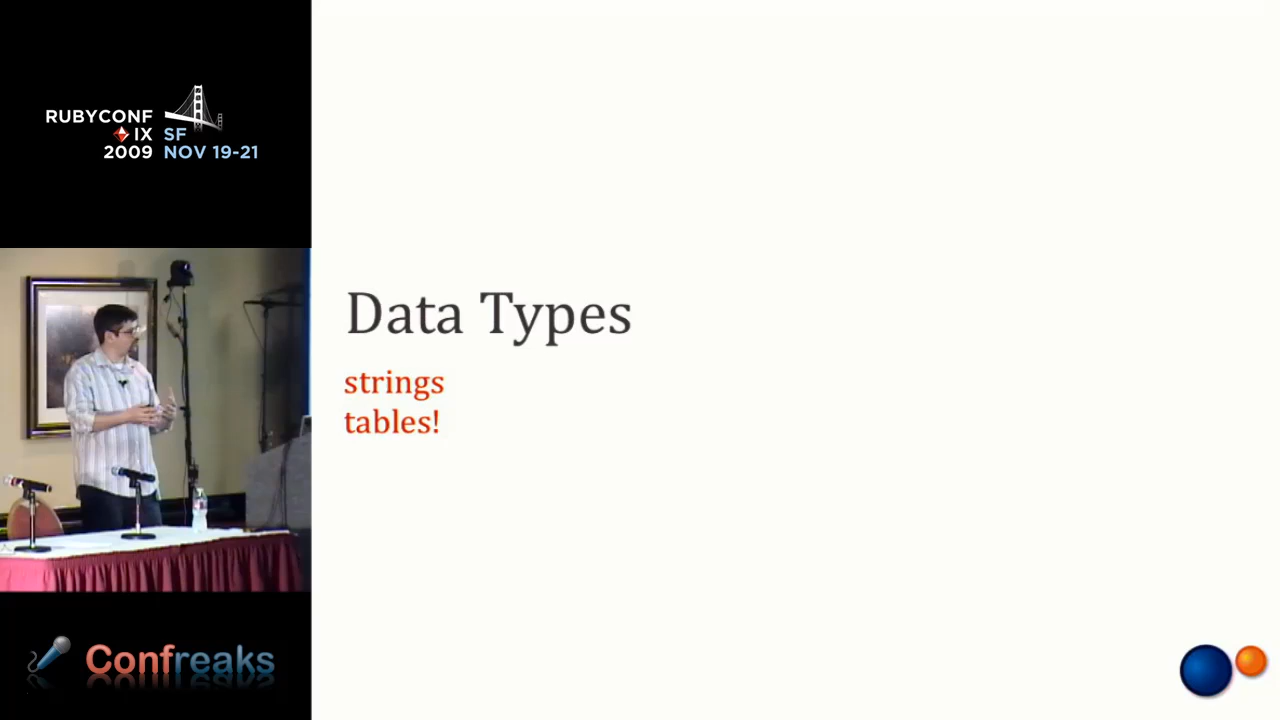 RUBYCONF
IX SF
2009 NOV 19-21
Data Types
strings
tables!
Confreaks